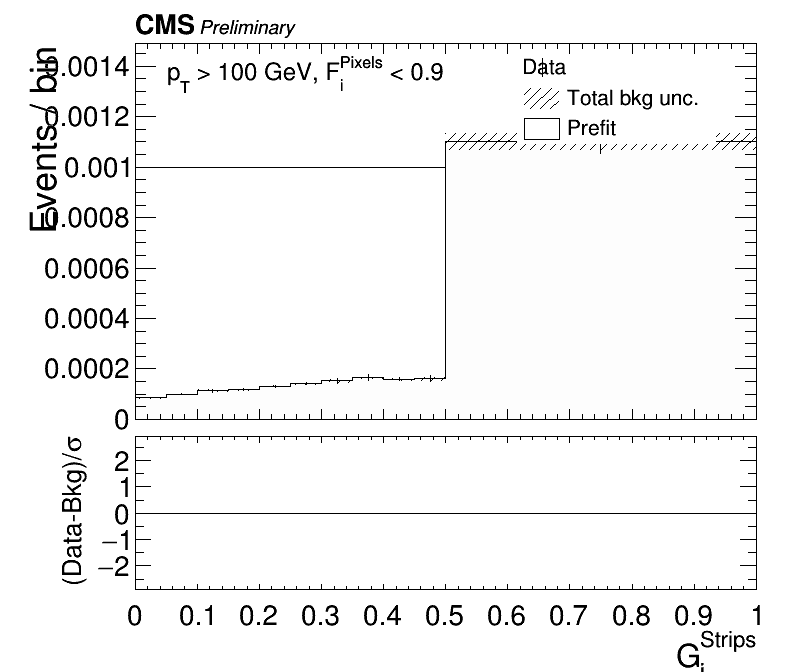 CMS Preliminary
Events / bin
0.0014
0.0012
0.001
0.0008
0.0006
0.0004
0.0002
0
p_T > 100 GeV, F_i^Pixels < 0.9
Data
Total bkg unc.
Prefit
(Data-Bkg)/σ
2
1
0
−1
−2
0 0.1 0.2 0.3 0.4 0.5 0.6 0.7 0.8 0.9 1
G_i^Strips